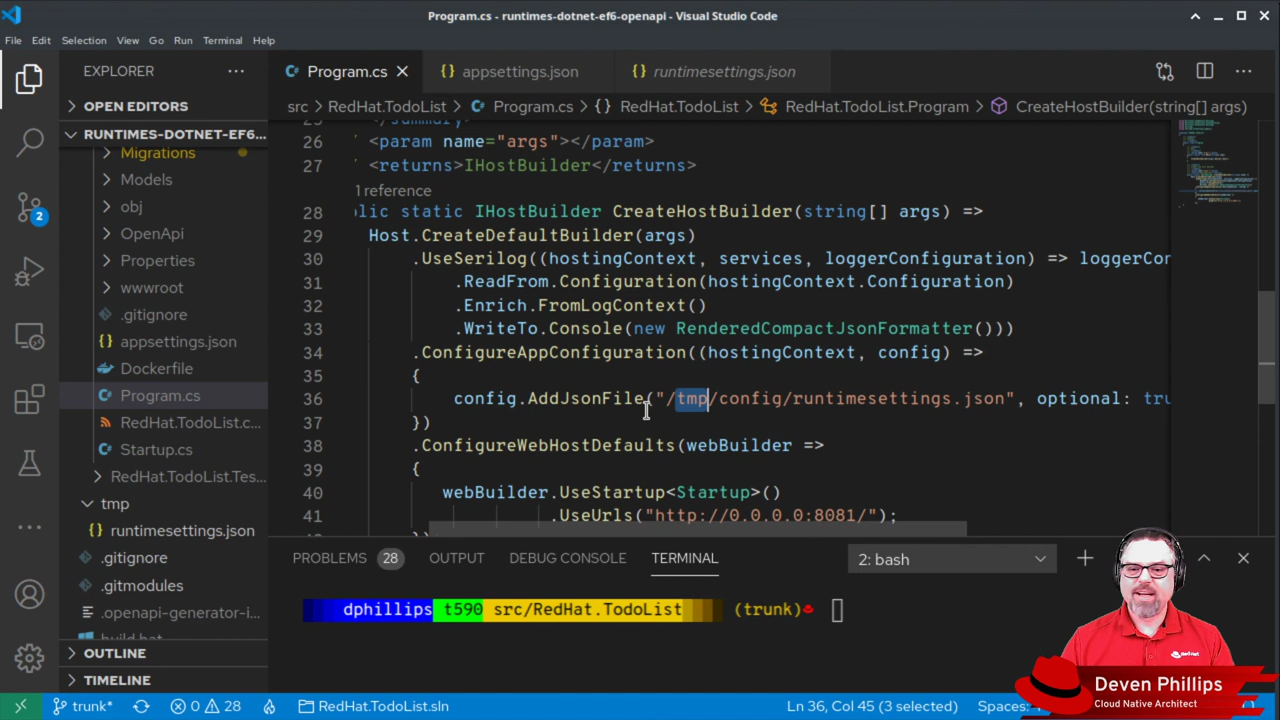 Program.cs - runtimes-dotnet-ef6-openapi - Visual Studio Code
File Edit Selection View Go Run Terminal Help
EXPLORER
Program.cs
appsettings.json
runtimesettings.json
OPEN EDITORS
src > RedHat.TodoList > Program.cs > {} RedHat.TodoList > RedHat.TodoList.Program > CreateHostBuilder(string[] args)
RUNTIMES-DOTNET-EF6...
Migrations
Models
obj
OpenApi
Properties
wwwroot
.gitignore
appsettings.json
Dockerfile
Program.cs
RedHat.TodoList.c...
Startup.cs
RedHat.TodoList.Tes...
tmp
runtimesettings.json
.gitignore
.gitmodules
.openapi-generator-i...
build.bat
OUTLINE
TIMELINE
2
25 </summary>
26 <param name="args"></param>
27 <returns>IHostBuilder</returns>
1 reference
28 lic static IHostBuilder CreateHostBuilder(string[] args) =>
29 Host.CreateDefaultBuilder(args)
30 .UseSerilog((hostingContext, services, loggerConfiguration) => loggerCon
31 .ReadFrom.Configuration(hostingContext.Configuration)
32 .Enrich.FromLogContext()
33 .WriteTo.Console(new RenderedCompactJsonFormatter()))
34 .ConfigureAppConfiguration((hostingContext, config) =>
35 {
36 config.AddJsonFile("/tmp/config/runtimesettings.json", optional: tru
37 })
38 .ConfigureWebHostDefaults(webBuilder =>
39 {
40 webBuilder.UseStartup<Startup>()
41 .UseUrls("http://0.0.0.0:8081/");
PROBLEMS 28 OUTPUT DEBUG CONSOLE TERMINAL 2: bash
dphillips t590 src/RedHat.TodoList (trunk)
Red Hat
Deven Phillips
Cloud Native Architect
trunk* 0 28 RedHat.TodoList.sln Ln 36, Col 45 (3 selected) Spaces: